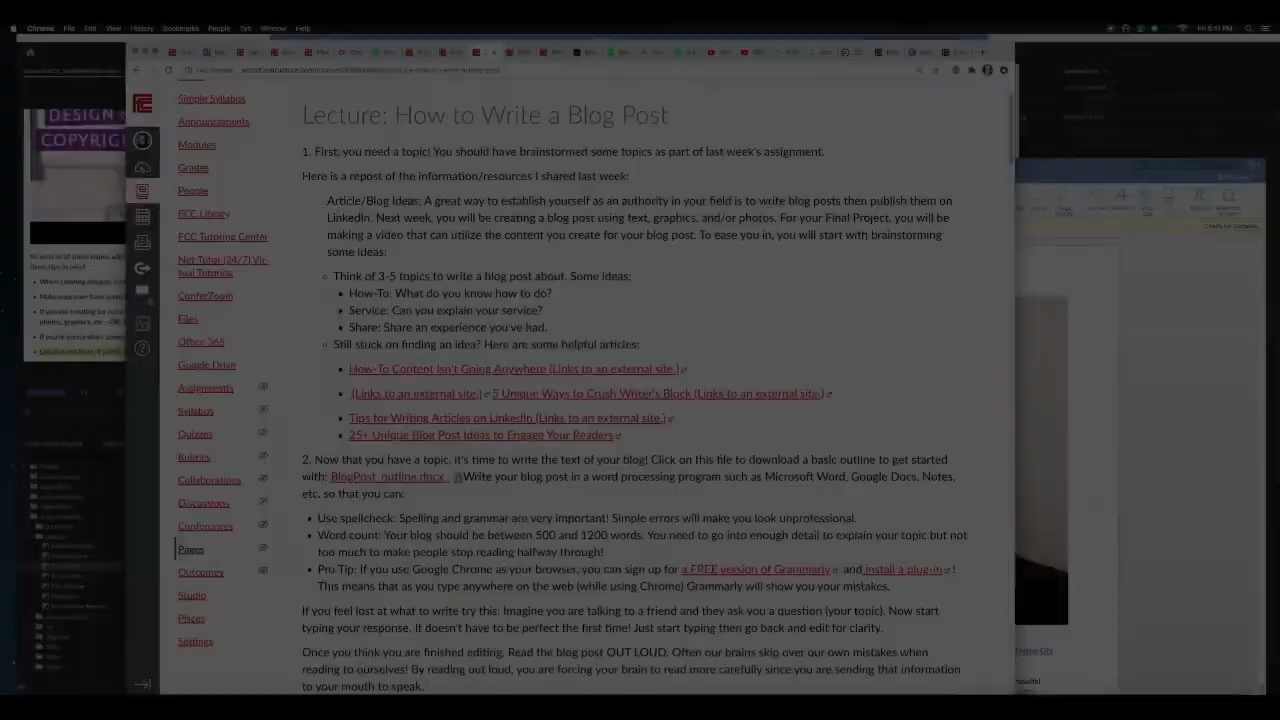 Chrome File Edit View History Bookmarks People Tab Window Help
Fri 5:11 PM
DESIGN &
COPYRIGH
Simple Syllabus
Announcements
Modules
Grades
People
FCC Library
FCC Tutoring Center
Net-Tutor (24/7) Vir-
tual Tutoring
ConferZoom
Files
Office 365
Google Drive
Assignments
Syllabus
Quizzes
Rubrics
Collaborations
Discussions
Conferences
Pages
Outcomes
Studio
Pisces
Settings
Lecture: How to Write a Blog Post
1. First, you need a topic! You should have brainstormed some topics as part of last week's assignment.
Here is a repost of the information/resources I shared last week:
Article/Blog Ideas: A great way to establish yourself as an authority in your field is to write blog posts then publish them on
LinkedIn. Next week, you will be creating a blog post using text, graphics, and/or photos. For your Final Project, you will be
making a video that can utilize the content you create for your blog post. To ease you in, you will start with brainstorming
some ideas:
Think of 3-5 topics to write a blog post about. Some ideas:
How-To: What do you know how to do?
Service: Can you explain your service?
Share: Share an experience you've had.
Still stuck on finding an idea? Here are some helpful articles:
How-To Content Isn't Going Anywhere (Links to an external site.)
(Links to an external site.) 5 Unique Ways to Crush Writer's Block (Links to an external site.)
Tips for Writing Articles on LinkedIn (Links to an external site.)
25+ Unique Blog Post Ideas to Engage Your Readers
2. Now that you have a topic, it's time to write the text of your blog! Click on this file to download a basic outline to get started
with: BlogPost_outline.docx Write your blog post in a word processing program such as Microsoft Word, Google Docs, Notes,
etc. so that you can:
Use spellcheck: Spelling and grammar are very important! Simple errors will make you look unprofessional.
Word count: Your blog should be between 500 and 1200 words. You need to go into enough detail to explain your topic but not
too much to make people stop reading halfway through!
Pro Tip: If you use Google Chrome as your browser, you can sign up for a FREE version of Grammarly and install a plug-in !
This means that as you type anywhere on the web (while using Chrome) Grammarly will show you your mistakes.
If you feel lost at what to write try this: Imagine you are talking to a friend and they ask you a question (your topic). Now start
typing your response. It doesn't have to be perfect the first time! Just start typing then go back and edit for clarity.
Once you think you are finished editing, Read the blog post OUT LOUD. Often our brains skip over our own mistakes when
reading to ourselves! By reading out loud, you are forcing your brain to read more carefully since you are sending that information
to your mouth to speak.
Check for Updates